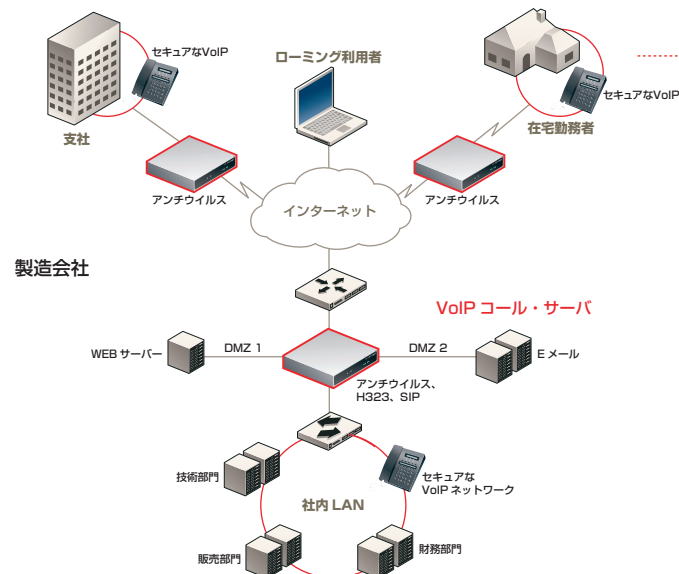 セキュアなVoIP
ローミング利用者
セキュアなVoIP
支社
在宅勤務者
アンチウイルス
アンチウイルス
インターネット
製造会社
VoIP コール・サーバ
WEB サーバー
DMZ 1
DMZ 2
E メール
アンチウイルス、
H323、SIP
技術部門
セキュアな
VoIP ネットワーク
社内 LAN
販売部門
財務部門